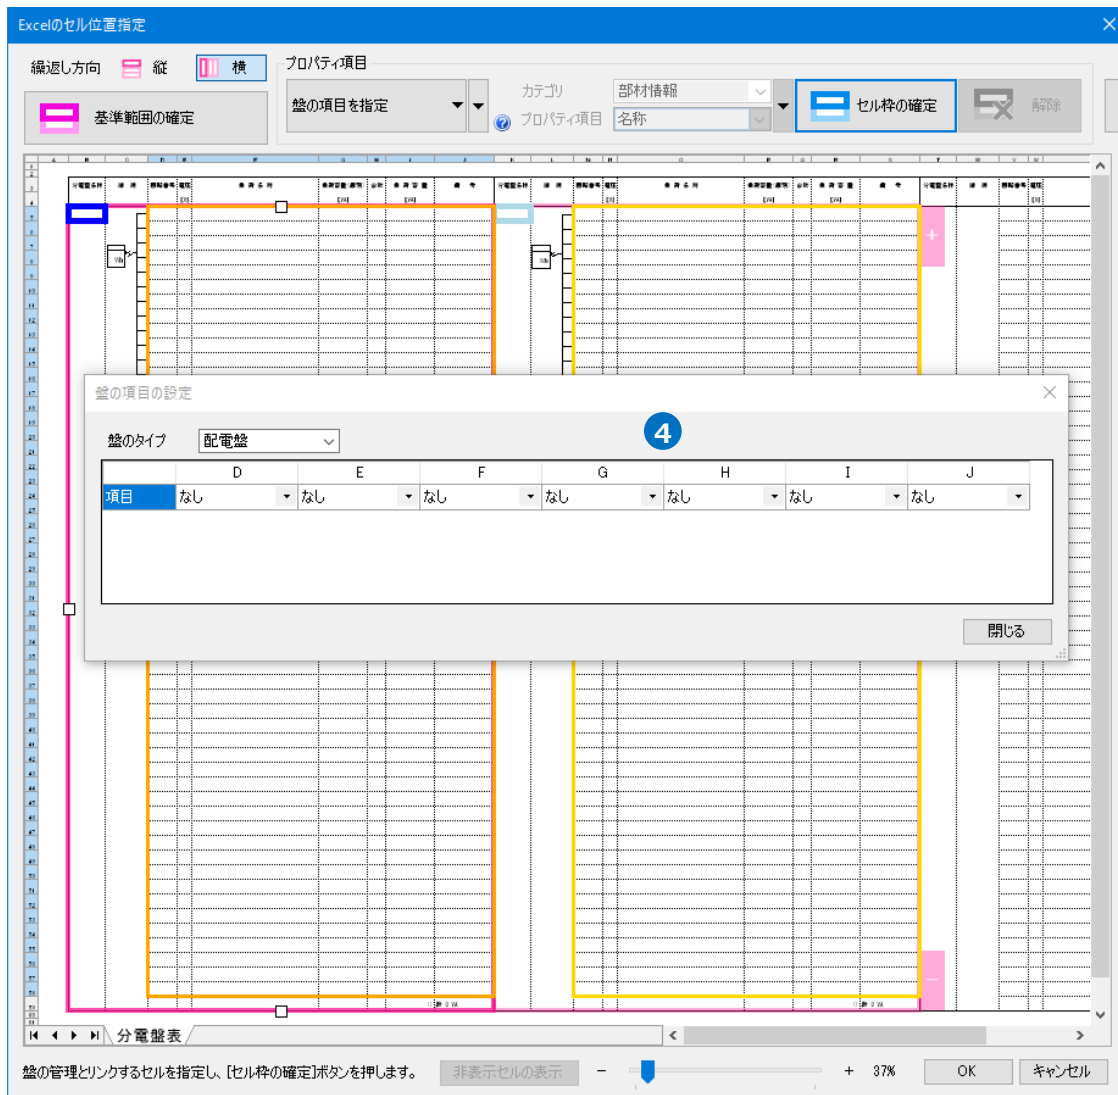 Excelのセル位置指定
繰返し方向 縦 横
基準範囲の確定
プロパティ項目
盤の項目を指定
カテゴリ 部材情報
プロパティ項目 名称
セル枠の確定 解除
盤の項目の設定
盤のタイプ 配電盤
4
D E F G H I J
項目 なし なし なし なし なし なし なし
閉じる
分電盤表
盤の管理とリンクするセルを指定し、[セル枠の確定]ボタンを押します。 非表示セルの表示 − + 37% OK キャンセル